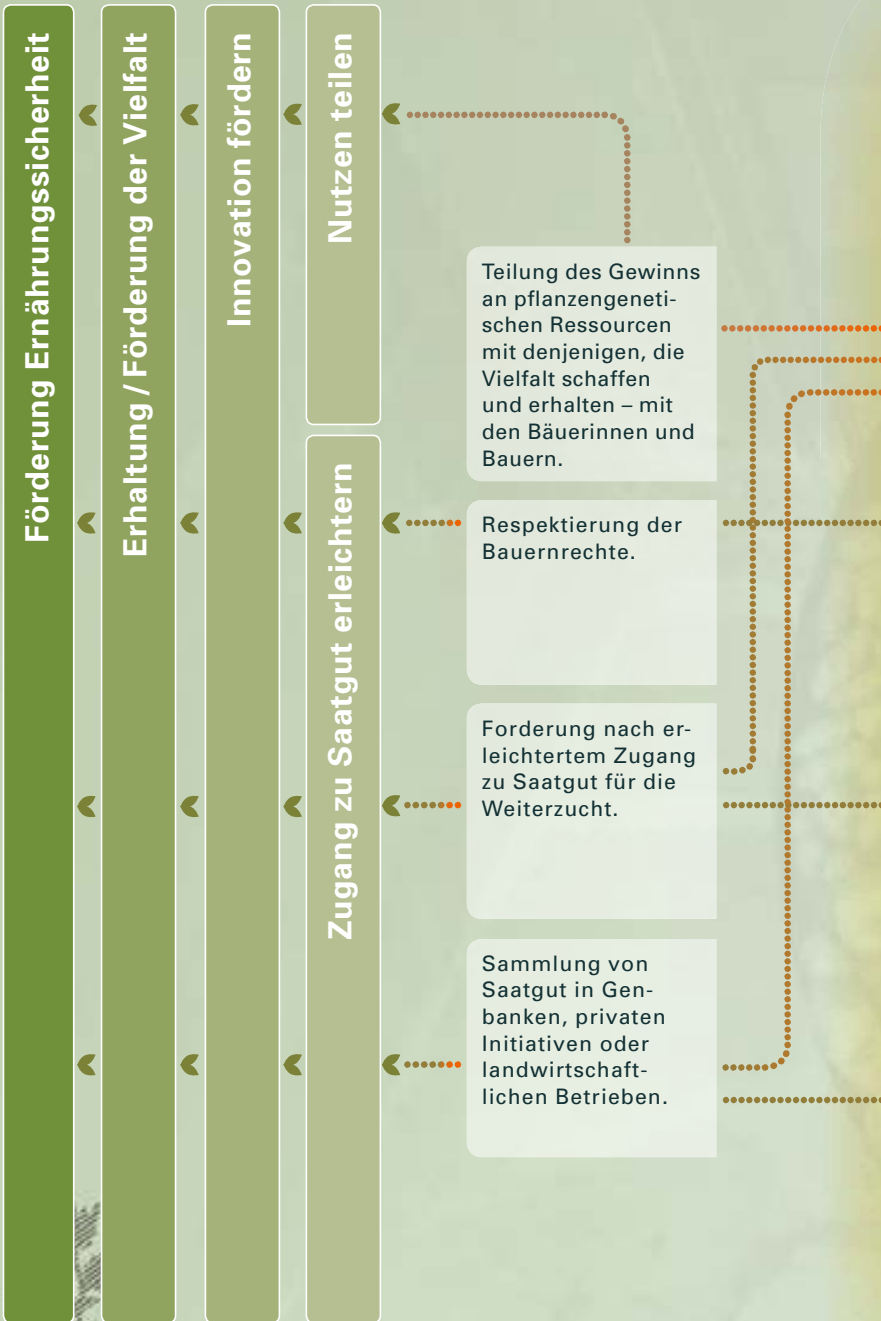 Förderung Ernährungssicherheit
Erhaltung / Förderung der Vielfalt
Innovation fördern
Nutzen teilen
Zugang zu Saatgut erleichtern
Teilung des Gewinns
an pflanzengeneti-
schen Ressourcen
mit denjenigen, die
Vielfalt schaffen
und erhalten – mit
den Bäuerinnen und
Bauern.
Respektierung der
Bauernrechte.
Forderung nach er-
leichtertem Zugang
zu Saatgut für die
Weiterzucht.
Sammlung von
Saatgut in Gen-
banken, privaten
Initiativen oder
landwirtschaft-
lichen Betrieben.